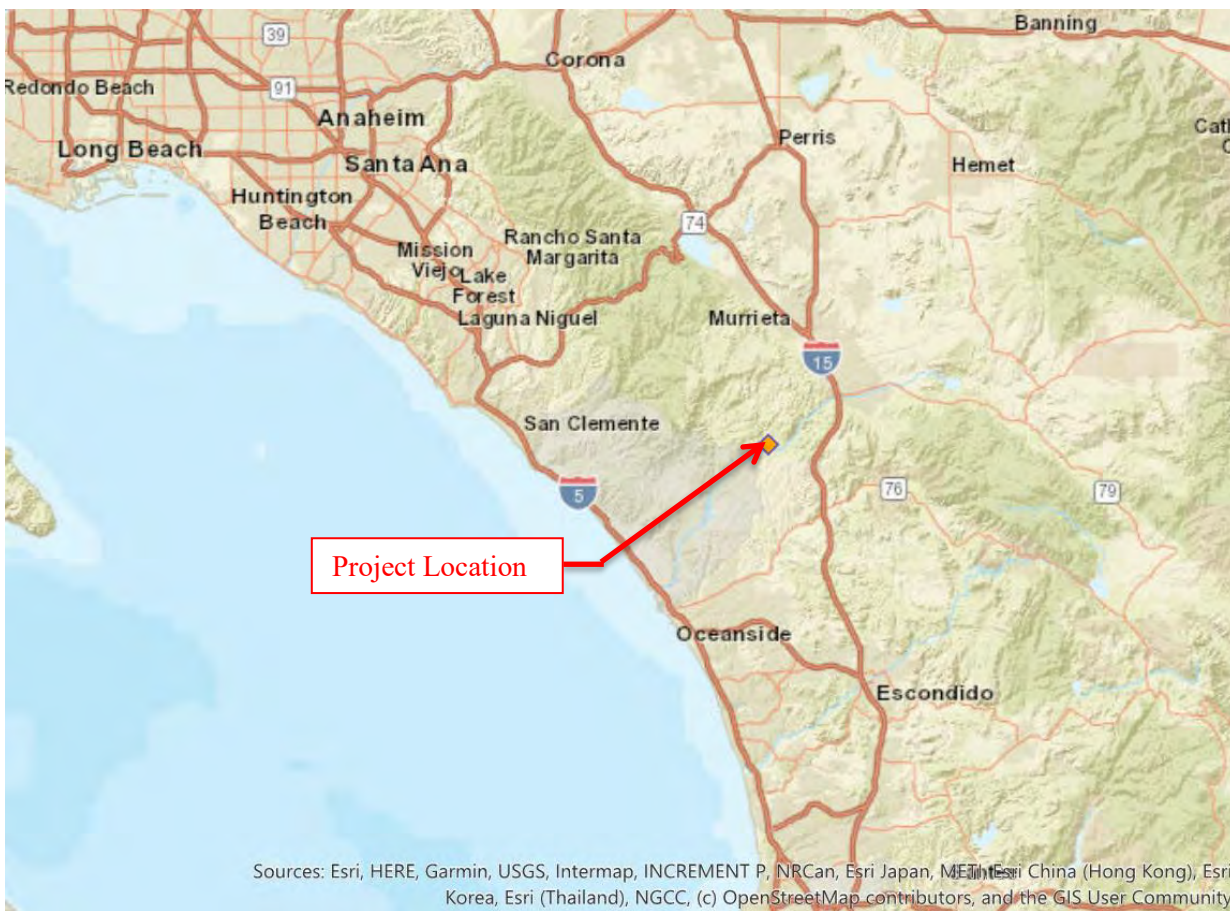 Banning
39
Corona
Redondo Beach
91
Anaheim
Perris
Long Beach
Santa Ana
Hemet
Huntington
Beach
74
Rancho Santa
Margarita
Mission
Viejo
Lake
Forest
Laguna Niguel
Murrieta
15
San Clemente
5
76
79
Project Location
Oceanside
Escondido
Sources: Esri, HERE, Garmin, USGS, Intermap, INCREMENT P, NRCan, Esri Japan, METI, Esri China (Hong Kong), Esri
Korea, Esri (Thailand), NGCC, (c) OpenStreetMap contributors, and the GIS User Community